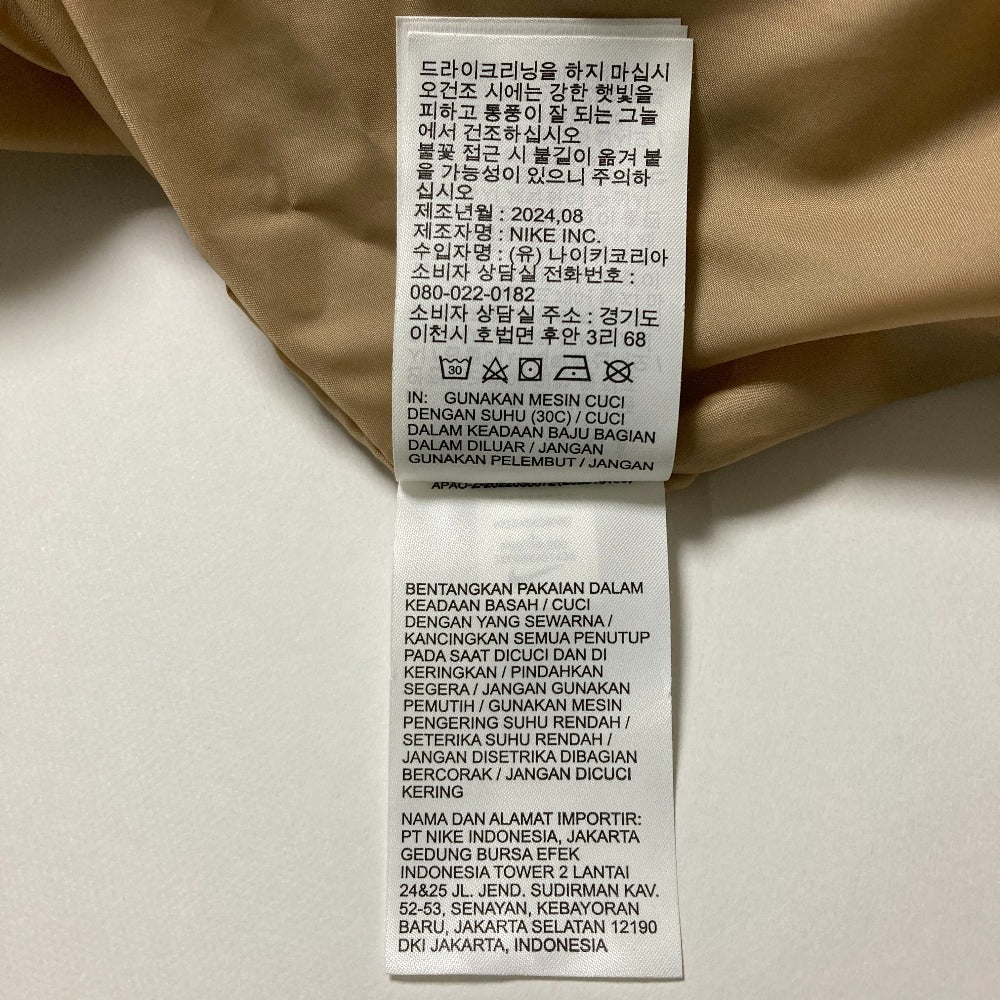 드라이크리닝을 하지 마십시
오건조 시에는 강한 햇빛을
피하고 통풍이 잘 되는 그늘
에서 건조하십시오
불꽃 접근 시 불길이 옮겨 붙
을 가능성이 있으니 주의하
십시오
제조년월 : 2024,08
제조자명 : NIKE INC.
수입자명 : (유) 나이키코리아
소비자 상담실 전화번호 :
080-022-0182
소비자 상담실 주소 : 경기도
이천시 호법면 후안 3리 68
30
IN: GUNAKAN MESIN CUCI
DENGAN SUHU (30C) / CUCI
DALAM KEADAAN BAJU BAGIAN
DALAM DILUAR / JANGAN
GUNAKAN PELEMBUT / JANGAN
BENTANGKAN PAKAIAN DALAM
KEADAAN BASAH / CUCI
DENGAN YANG SEWARNA /
KANCINGKAN SEMUA PENUTUP
PADA SAAT DICUCI DAN DI
KERINGKAN / PINDAHKAN
SEGERA / JANGAN GUNAKAN
PEMUTIH / GUNAKAN MESIN
PENGERING SUHU RENDAH /
SETERIKA SUHU RENDAH /
JANGAN DISETRIKA DIBAGIAN
BERCORAK / JANGAN DICUCI
KERING
NAMA DAN ALAMAT IMPORTIR:
PT NIKE INDONESIA, JAKARTA
GEDUNG BURSA EFEK
INDONESIA TOWER 2 LANTAI
24&25 JL. JEND. SUDIRMAN KAV.
52-53, SENAYAN, KEBAYORAN
BARU, JAKARTA SELATAN 12190
DKI JAKARTA, INDONESIA